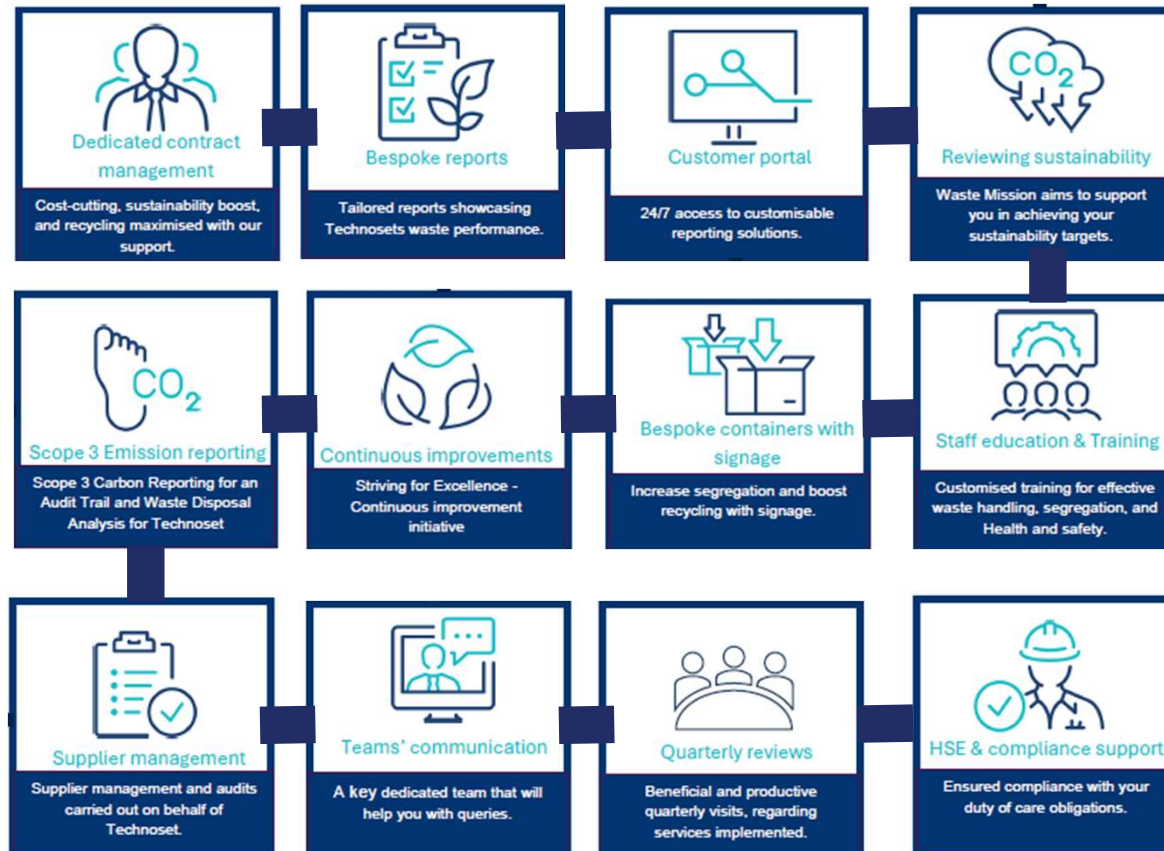 Dedicated contract
management
Cost-cutting, sustainability boost,
and recycling maximised with our
support.
Bespoke reports
Tailored reports showcasing
Technosets waste performance.
Customer portal
24/7 access to customisable
reporting solutions.
CO2
Reviewing sustainability
Waste Mission aims to support
you in achieving your
sustainability targets.
CO2
Scope 3 Emission reporting
Scope 3 Carbon Reporting for an
Audit Trail and Waste Disposal
Analysis for Technoset
Continuous improvements
Striving for Excellence -
Continuous improvement
initiative
Bespoke containers with
signage
Increase segregation and boost
recycling with signage.
Staff education & Training
Customised training for effective
waste handling, segregation, and
Health and safety.
Supplier management
Supplier management and audits
carried out on behalf of
Technoset.
Teams' communication
A key dedicated team that will
help you with queries.
Quarterly reviews
Beneficial and productive
quarterly visits, regarding
services implemented.
HSE & compliance support
Ensured compliance with your
duty of care obligations.